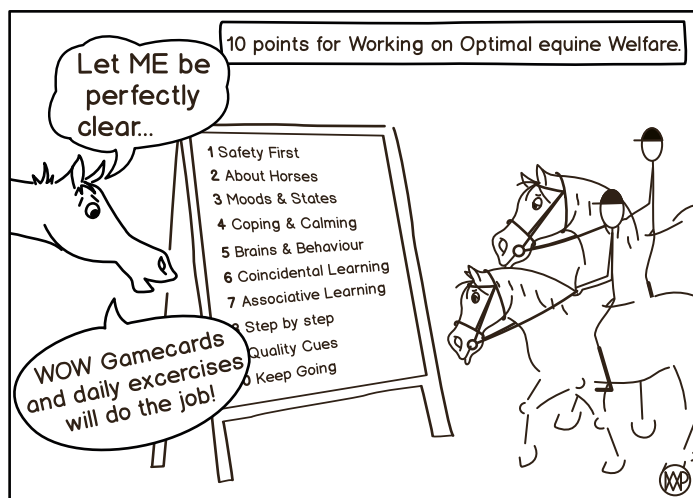 10 points for Working on Optimal equine Welfare.
Let ME be
perfectly
clear...
1 Safety First
2 About Horses
3 Moods & States
4 Coping & Calming
5 Brains & Behaviour
6 Coincidental Learning
7 Associative Learning
Step by step
Quality Cues
Keep Going
WOW Gamecards
and daily excercises
will do the job!